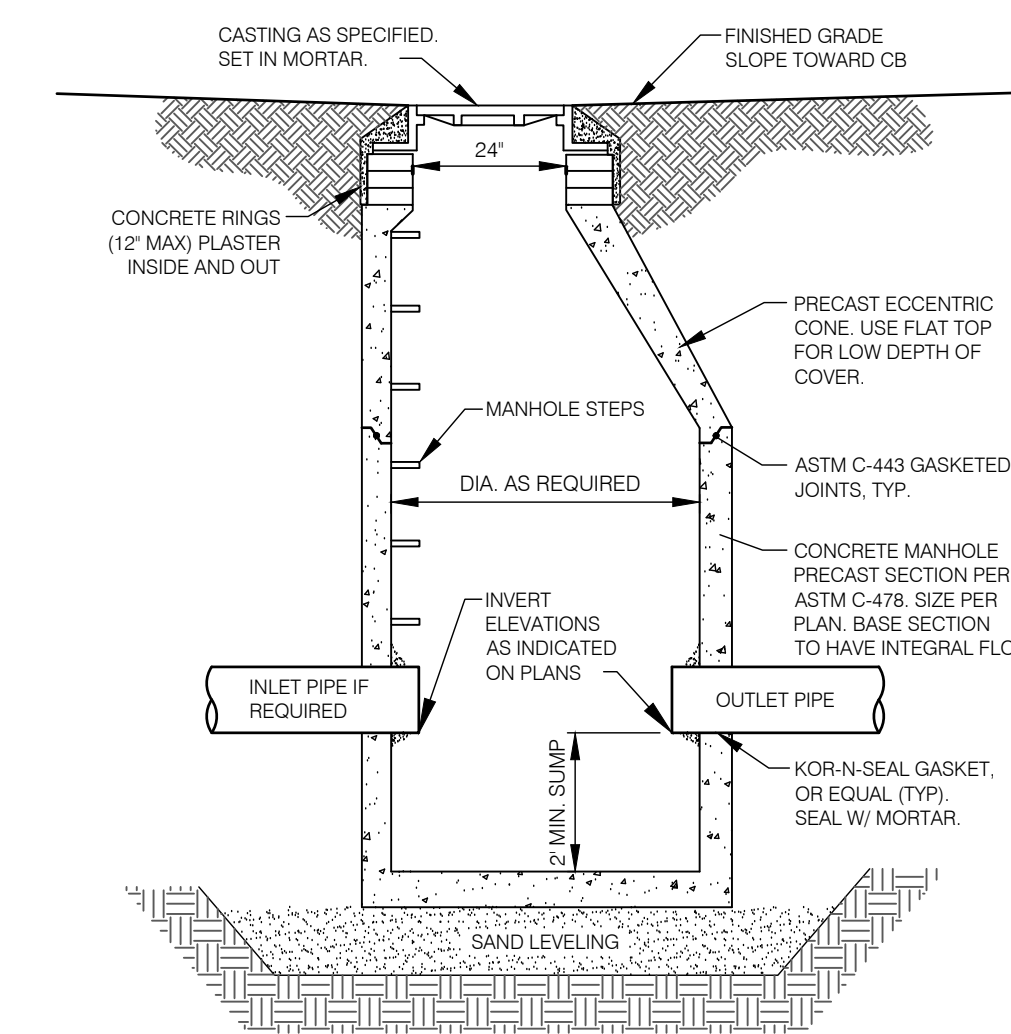 CASTING AS SPECIFIED.
SET IN MORTAR.
FINISHED GRADE
SLOPE TOWARD CB
24"
CONCRETE RINGS
(12" MAX) PLASTER
INSIDE AND OUT
PRECAST ECCENTRIC
CONE. USE FLAT TOP
FOR LOW DEPTH OF
COVER.
MANHOLE STEPS
ASTM C-443 GASKETED
JOINTS, TYP.
DIA. AS REQUIRED
CONCRETE MANHOLE
PRECAST SECTION PER
ASTM C-478. SIZE PER
PLAN. BASE SECTION
TO HAVE INTEGRAL
INVERT
ELEVATIONS
AS INDICATED
ON PLANS
INLET PIPE IF
REQUIRED
OUTLET PIPE
2' MIN. SUMP
KOR-N-SEAL GASKET,
OR EQUAL (TYP).
SEAL W/ MORTAR.
SAND LEVELING